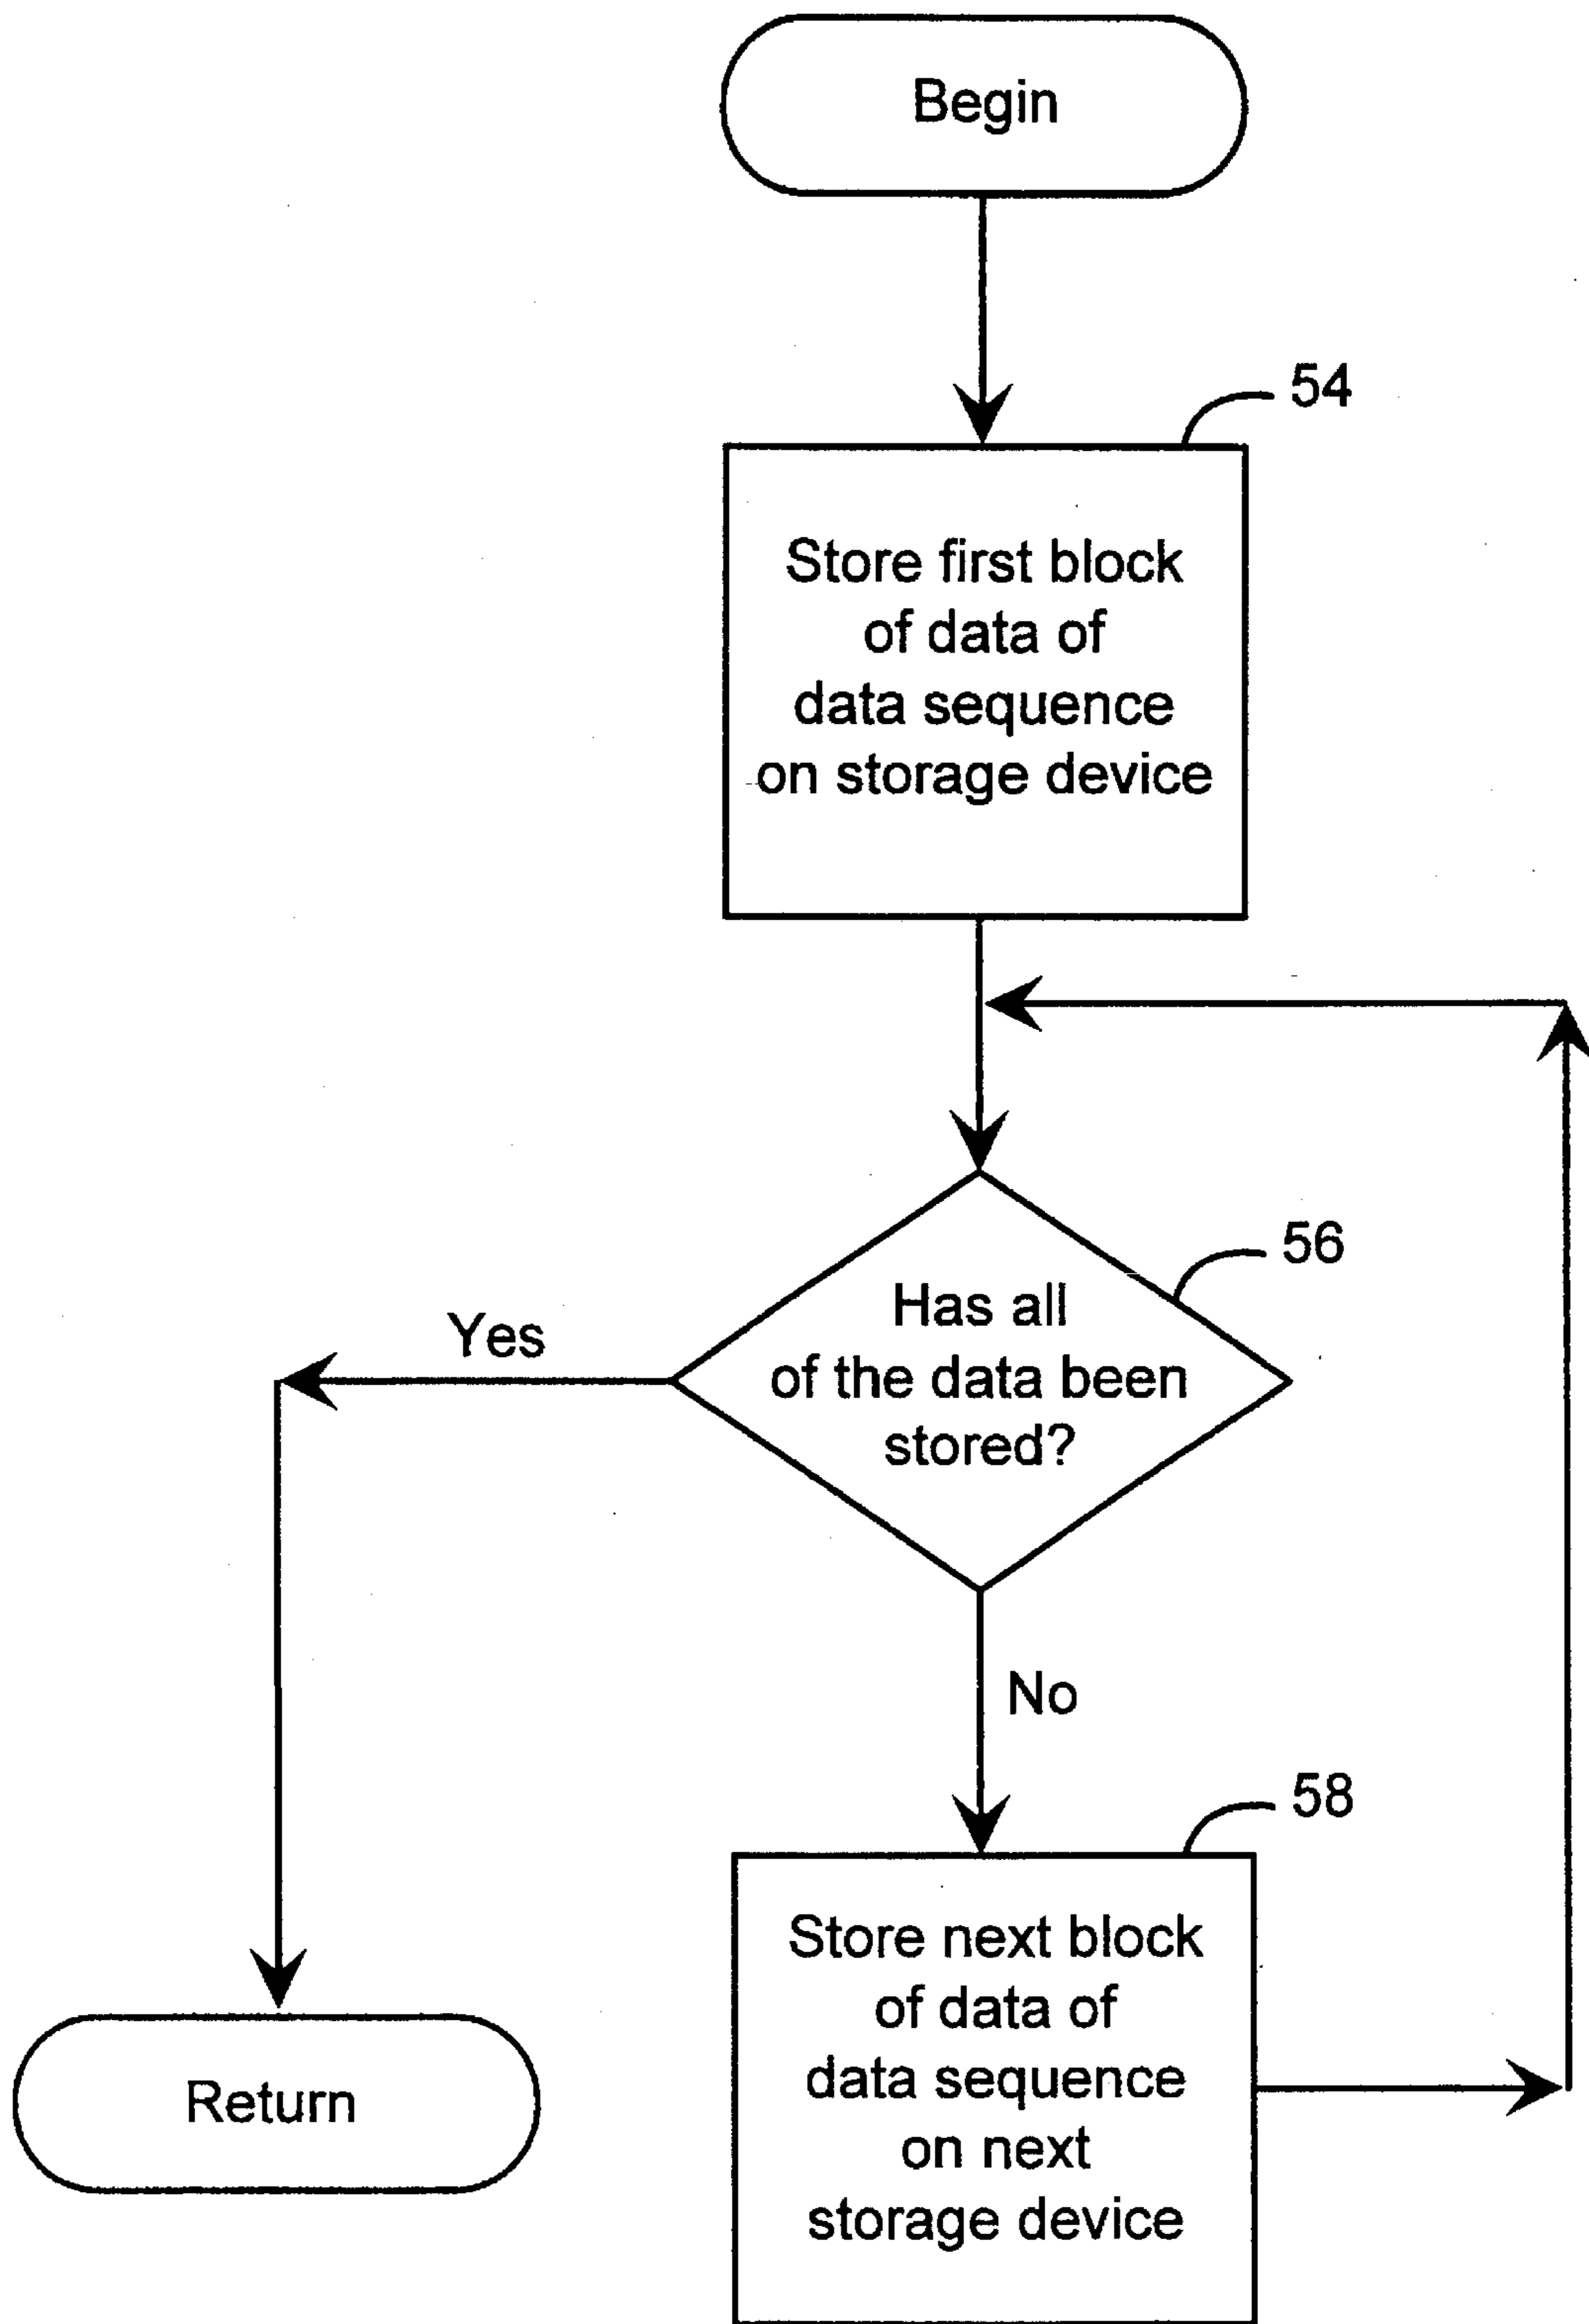 Begin
54
Store first block
of data of
data sequence
on storage device
56
Has all
of the data been
stored?
Yes
No
58
Store next block
of data of
data sequence
on next
storage device
Return